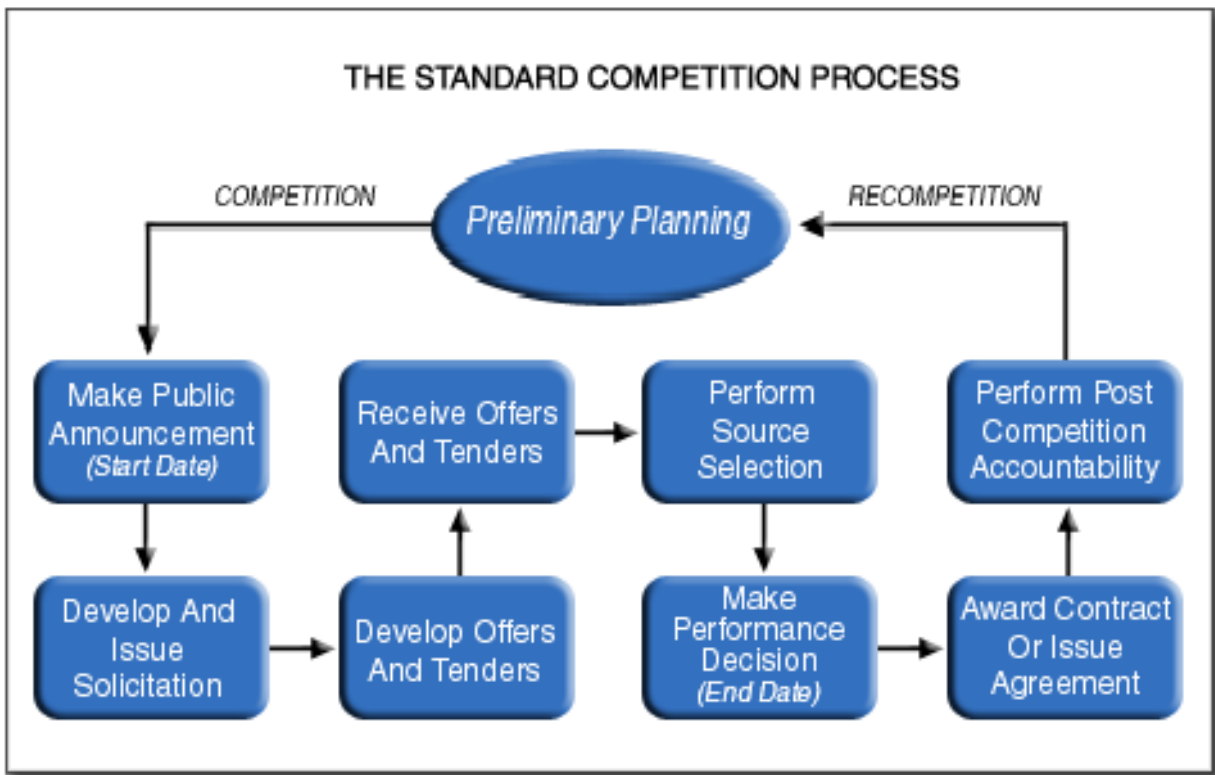 THE STANDARD COMPETITION PROCESS
COMPETITION
Preliminary Planning
RECOMPETITION
Make Public
Announcement
(Start Date)
Develop And
Issue
Solicitation
Develop Offers
And Tenders
Receive Offers
And Tenders
Perform
Source
Selection
Make
Performance
Decision
(End Date)
Award Contract
Or Issue
Agreement
Perform Post
Competition
Accountability